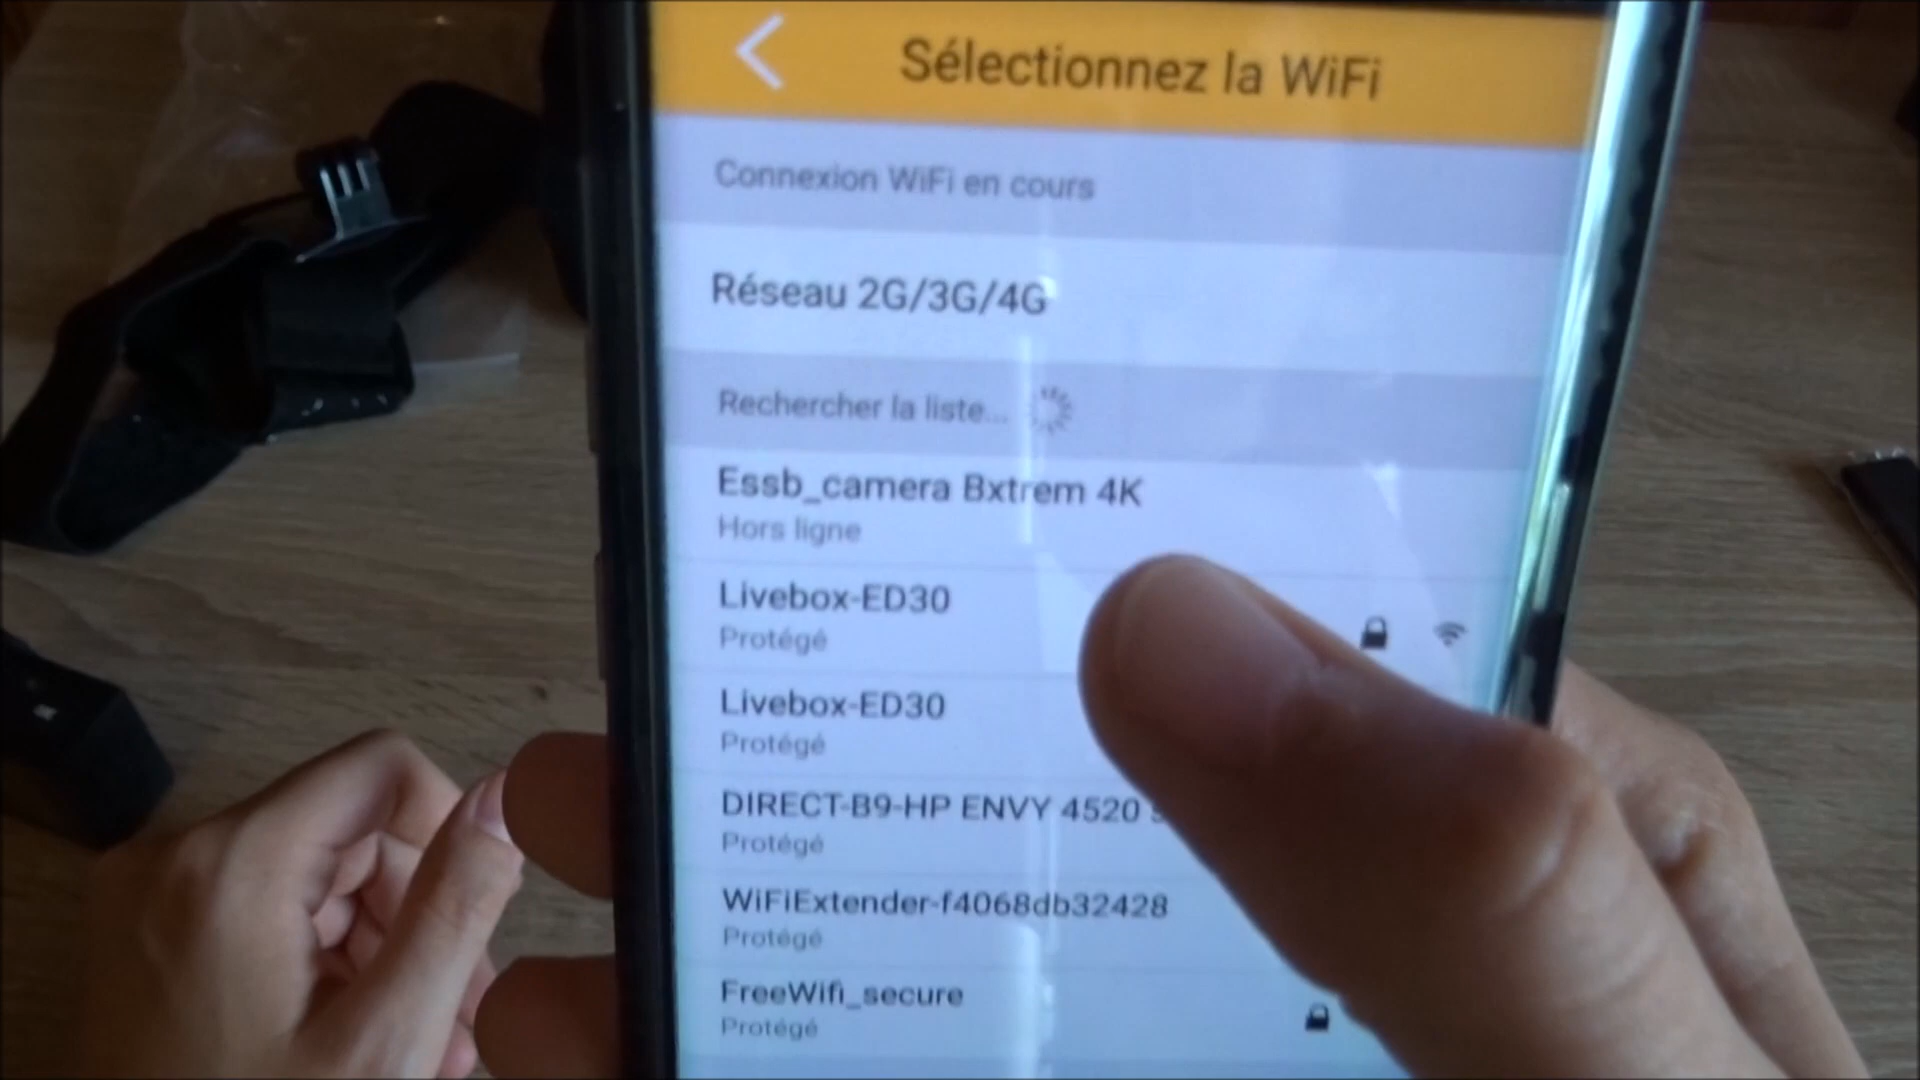 Sélectionnez la WiFi
Connexion WiFi en cours
Réseau 2G/3G/4G
Rechercher la liste...
Essb_camera Bxtrem 4K
Hors ligne
Livebox-ED30
Protégé
Livebox-ED30
Protégé
DIRECT-B9-HP ENVY 4520
Protégé
WiFiExtender-f4068db32428
Protégé
FreeWifi_secure
Protégé